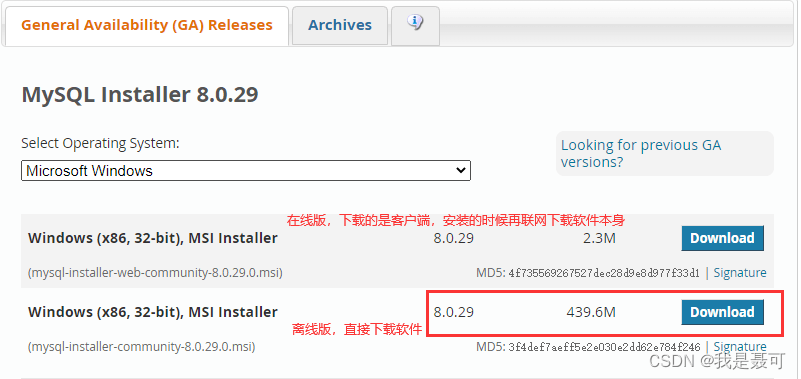 General Availability (GA) Releases
Archives
MySQL Installer 8.0.29
Select Operating System:
Looking for previous GA versions?
Microsoft Windows
在线版，下载的是客户端，安装的时候再联网下载软件本身
Windows (x86, 32-bit), MSI Installer 8.0.29 2.3M Download
(mysql-installer-web-community-8.0.29.0.msi) MD5: 4f735569267527dec28d9e8d977f33d1 | Signature
Windows (x86, 32-bit), MSI Installer 8.0.29 439.6M Download
离线版，直接下载软件
(mysql-installer-community-8.0.29.0.msi) MD5: 3f4def7aeff5e2e030e2dd62e784f246 | Signature
CSDN @我是聂可